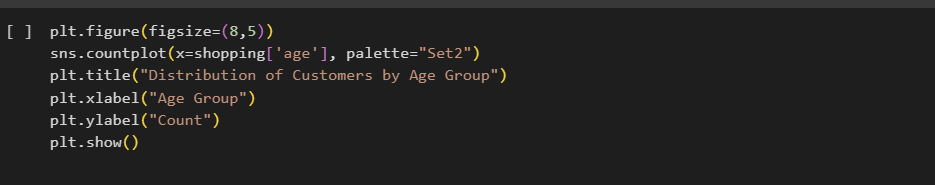 [ ] plt.figure(figsize=(8,5))
sns.countplot(x=shopping['age'], palette="Set2")
plt.title("Distribution of Customers by Age Group")
plt.xlabel("Age Group")
plt.ylabel("Count")
plt.show()